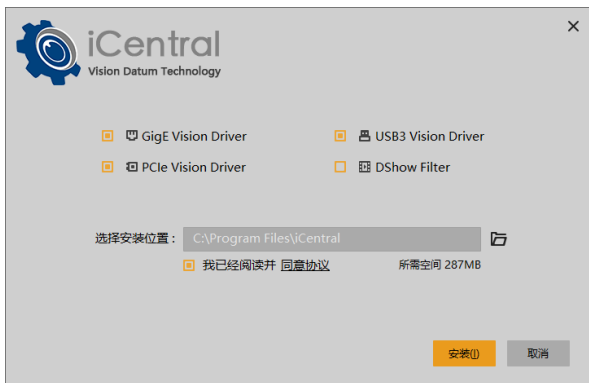 iCentral
Vision Datum Technology
GigE Vision Driver
USB3 Vision Driver
PCIe Vision Driver
DShow Filter
选择安装位置：
C:\Program Files\iCentral
我已经阅读并 同意协议
所需空间 287MB
安装(I)
取消